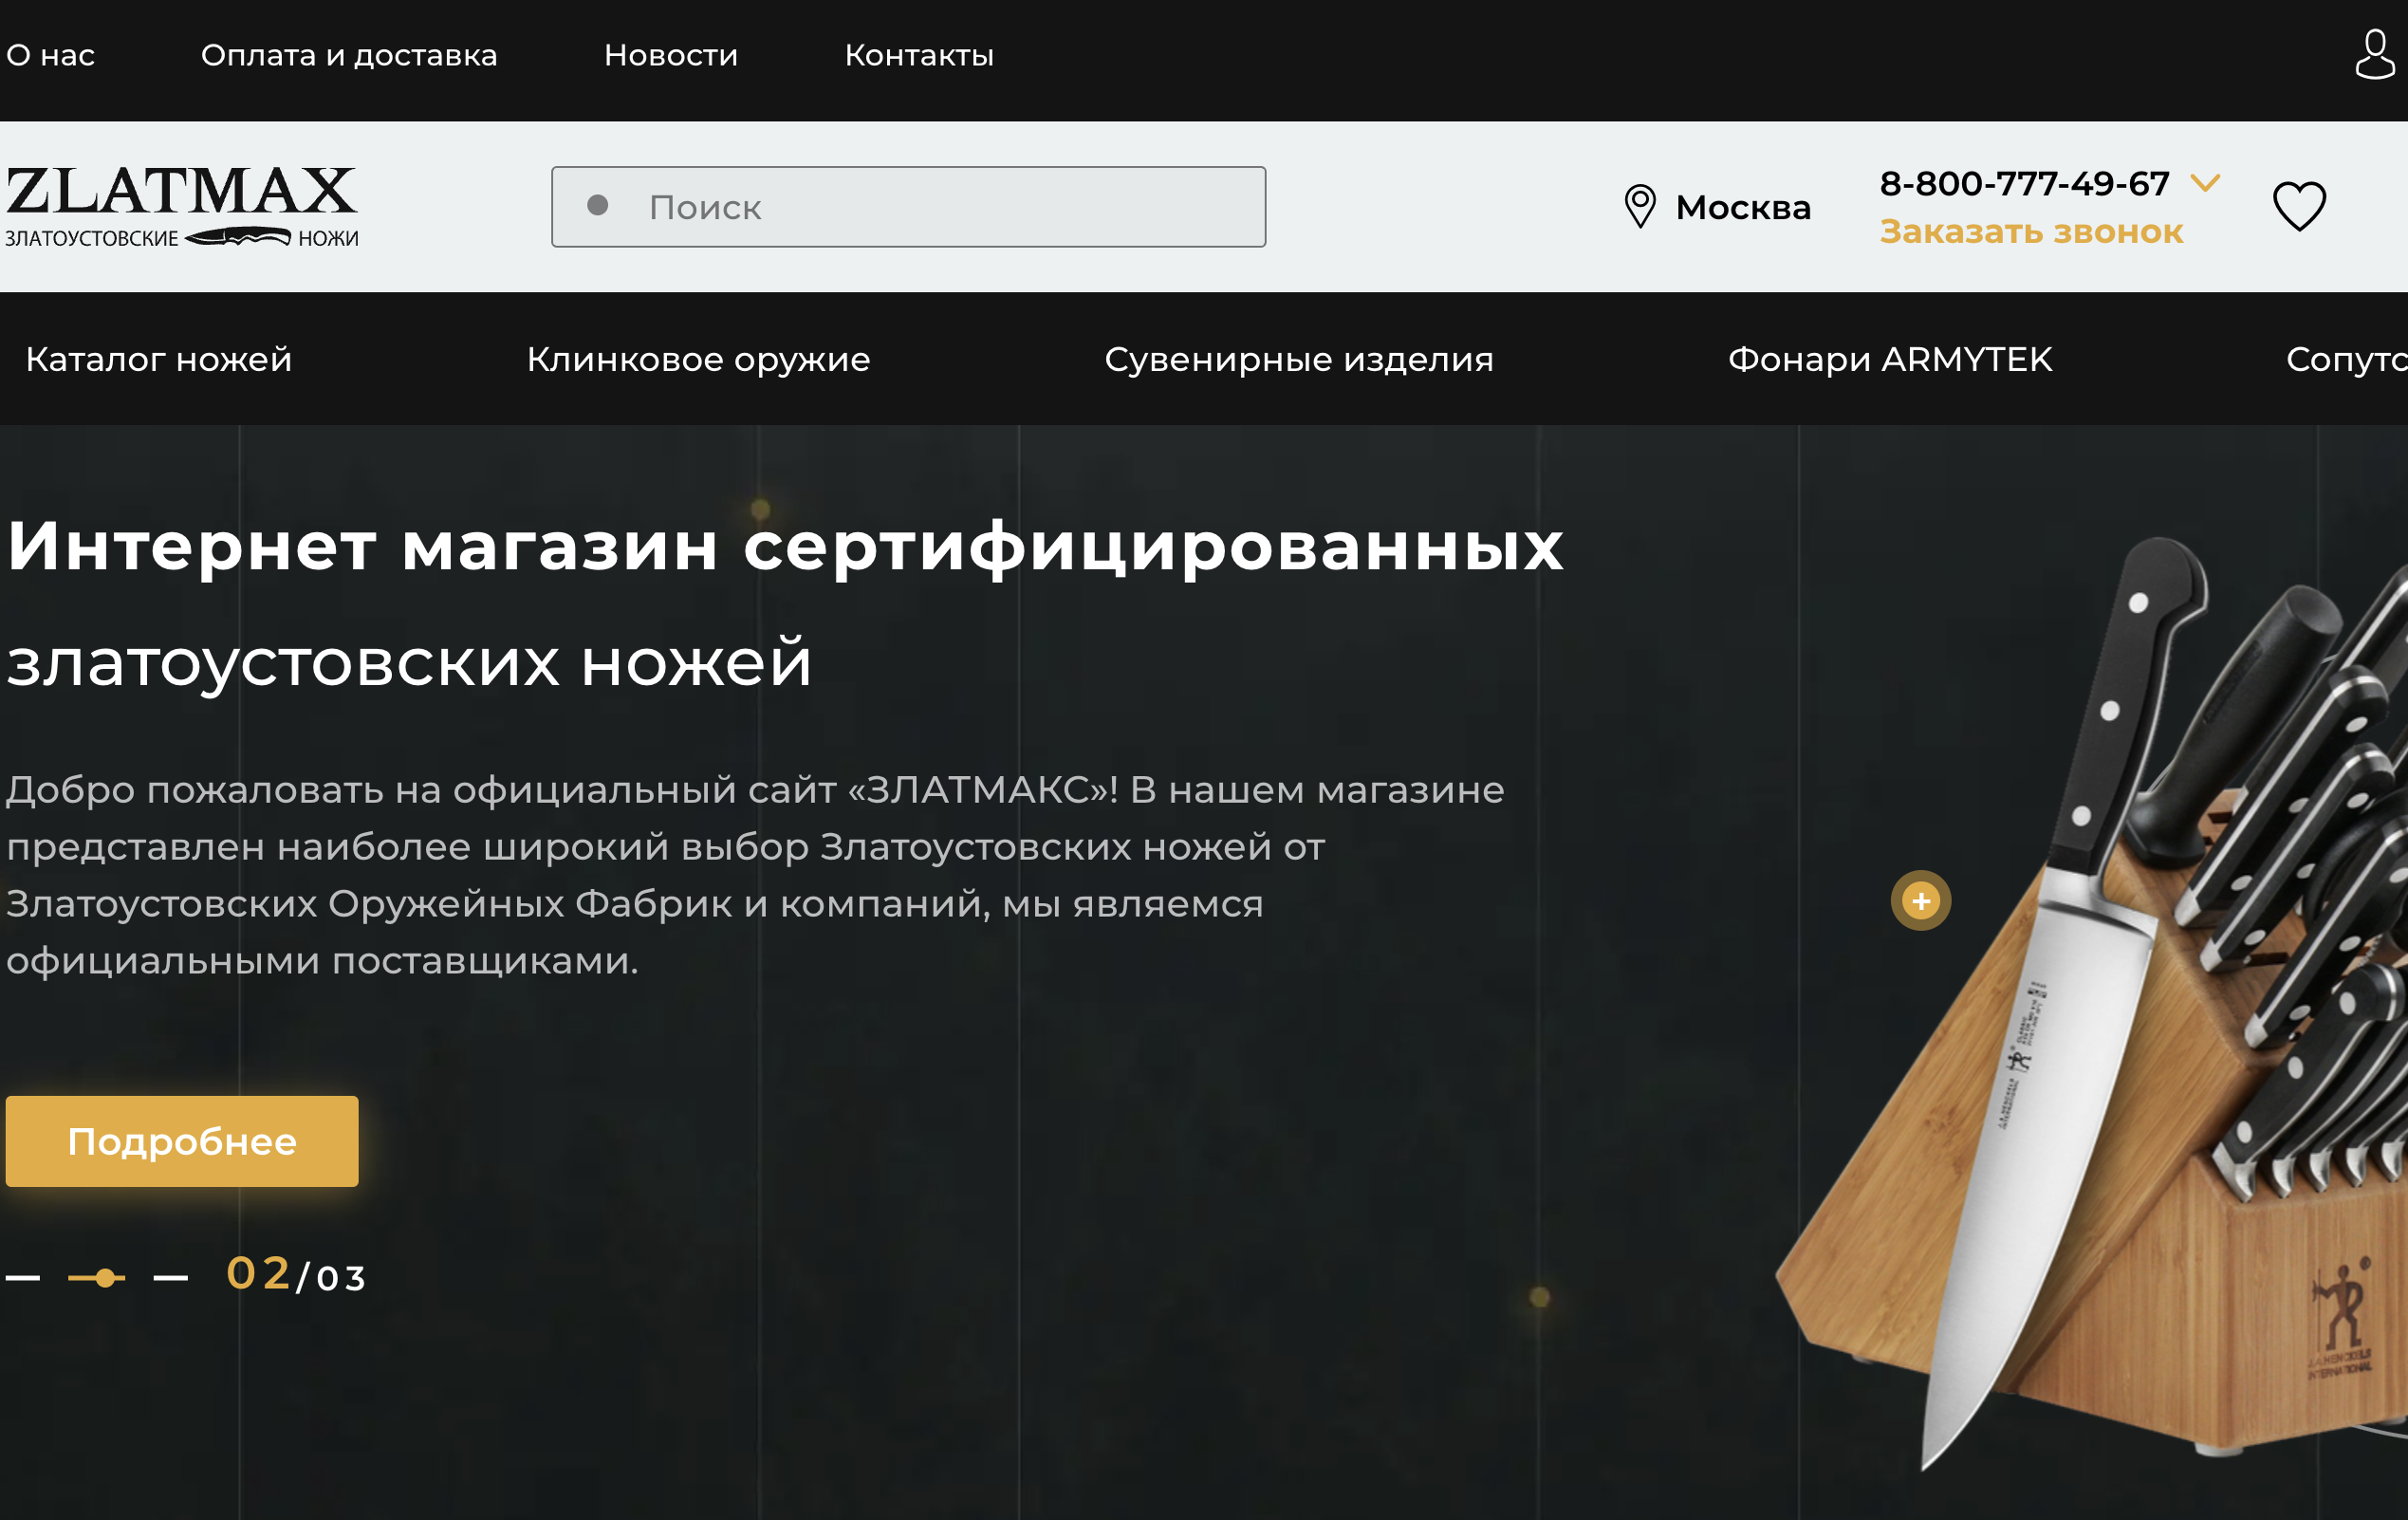 О нас Оплата и доставка Новости Контакты
ZLATMAX
ЗЛАТОУСТОВСКИЕ НОЖИ
Поиск
Москва
8-800-777-49-67
Заказать звонок
Каталог ножей Клинковое оружие Сувенирные изделия Фонари ARMYTEK Сопутс
Интернет магазин сертифицированных
златоустовских ножей
Добро пожаловать на официальный сайт «ЗЛАТМАКС»! В нашем магазине
представлен наиболее широкий выбор Златоустовских ножей от
Златоустовских Оружейных Фабрик и компаний, мы являемся
официальными поставщиками.
+
Подробнее
02/03
J.A. HENCKELS
INTERNATIONAL